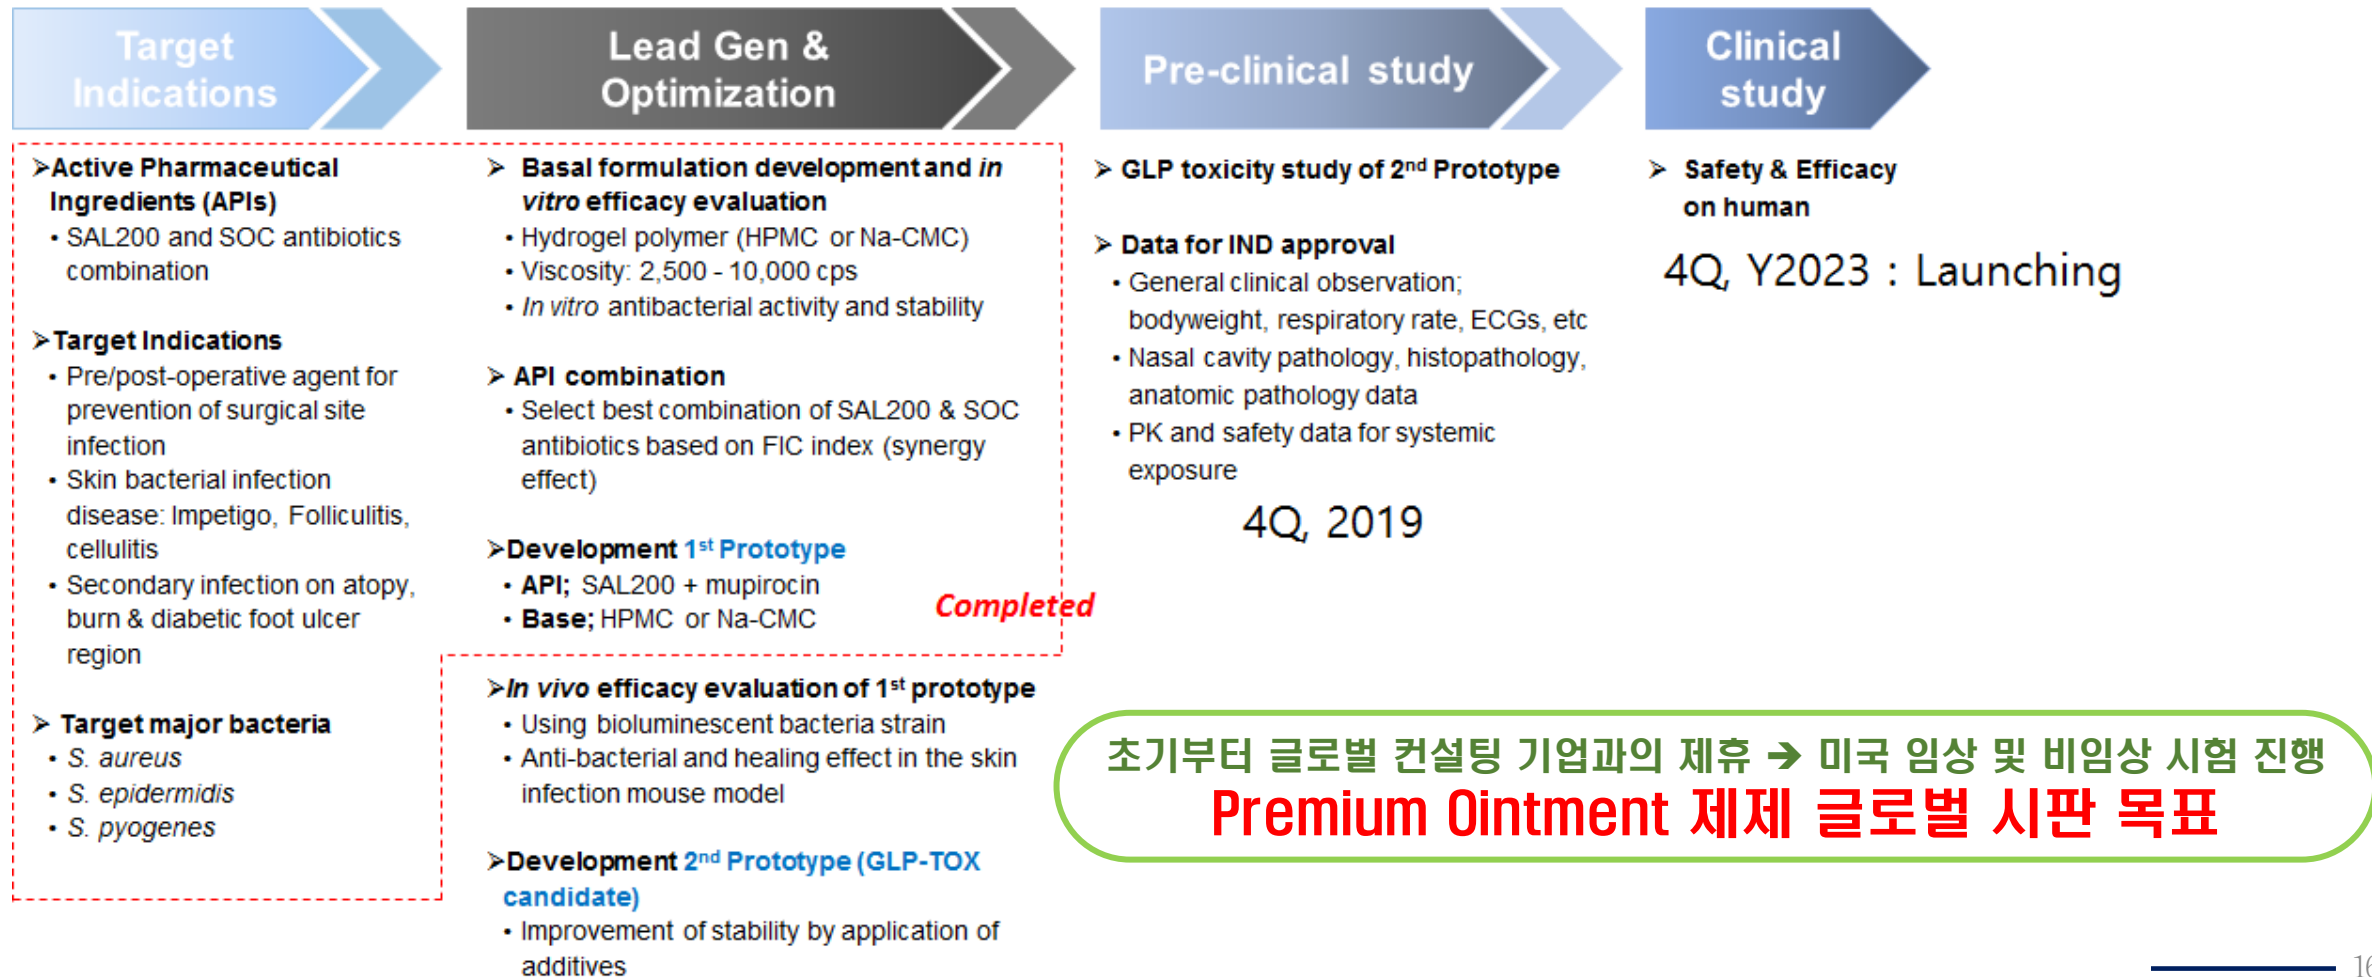 Target
Indications
Lead Gen &
Optimization
Pre-clinical study
Clinical
study
➢Active Pharmaceutical
Ingredients (APIs)
• SAL200 and SOC antibiotics
combination
➢Target Indications
• Pre/post-operative agent for
prevention of surgical site
infection
• Skin bacterial infection
disease: Impetigo, Folliculitis,
cellulitis
• Secondary infection on atopy,
burn & diabetic foot ulcer
region
➢ Target major bacteria
• S. aureus
• S. epidermidis
• S. pyogenes
➢ Basal formulation development and in
vitro efficacy evaluation
• Hydrogel polymer (HPMC or Na-CMC)
• Viscosity: 2,500 - 10,000 cps
• In vitro antibacterial activity and stability
➢ API combination
• Select best combination of SAL200 & SOC
antibiotics based on FIC index (synergy
effect)
➢Development 1st Prototype
• API; SAL200 + mupirocin
• Base; HPMC or Na-CMC
Completed
➢In vivo efficacy evaluation of 1st prototype
• Using bioluminescent bacteria strain
• Anti-bacterial and healing effect in the skin
infection mouse model
➢Development 2nd Prototype (GLP-TOX
candidate)
• Improvement of stability by application of
additives
➢ GLP toxicity study of 2nd Prototype
➢ Data for IND approval
• General clinical observation;
bodyweight, respiratory rate, ECGs, etc
• Nasal cavity pathology, histopathology,
anatomic pathology data
• PK and safety data for systemic
exposure
4Q, 2019
➢ Safety & Efficacy
on human
4Q, Y2023 : Launching
초기부터 글로벌 컨설팅 기업과의 제휴 ➔ 미국 임상 및 비임상 시험 진행
Premium Ointment 제제 글로벌 시판 목표